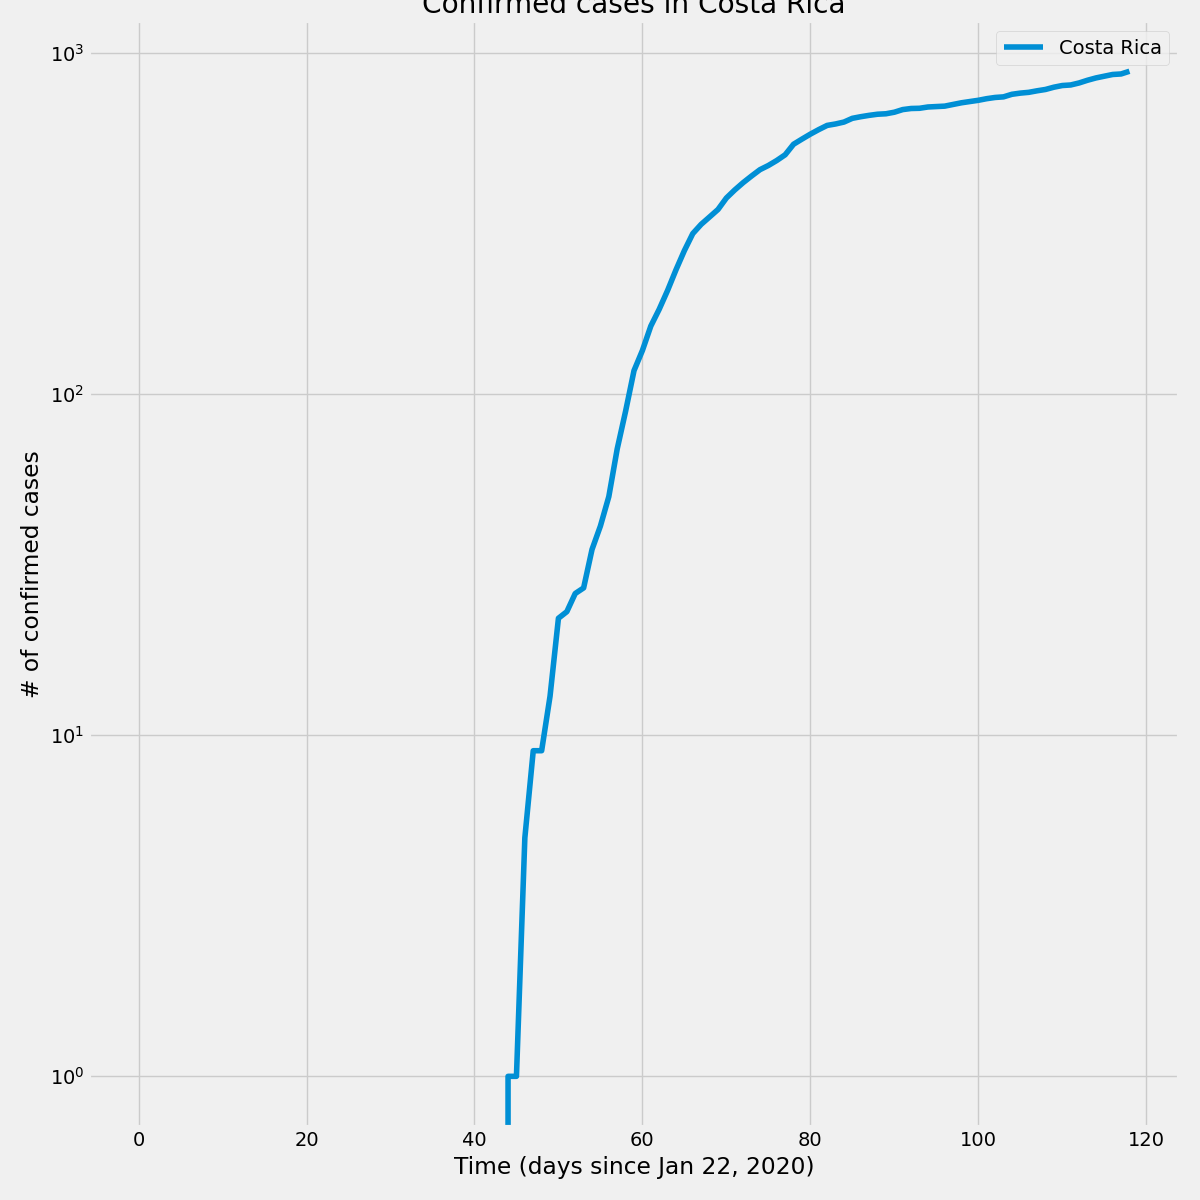 Confirmed cases in Costa Rica
Costa Rica
10³
10²
10¹
10⁰
# of confirmed cases
0 20 40 60 80 100 120
Time (days since Jan 22, 2020)